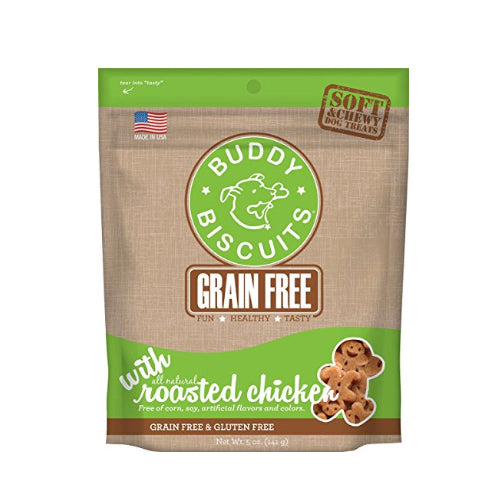 tear into "tasty"
MADE IN USA
SOFT
& CHEWY
DOG TREATS
BUDDY
BISCUITS
GRAIN FREE
FUN ★ HEALTHY ★ TASTY
with
all natural
roasted chicken
Free of corn, soy, artificial flavors and colors.
GRAIN FREE & GLUTEN FREE
Net Wt. 5 oz. (141 g)